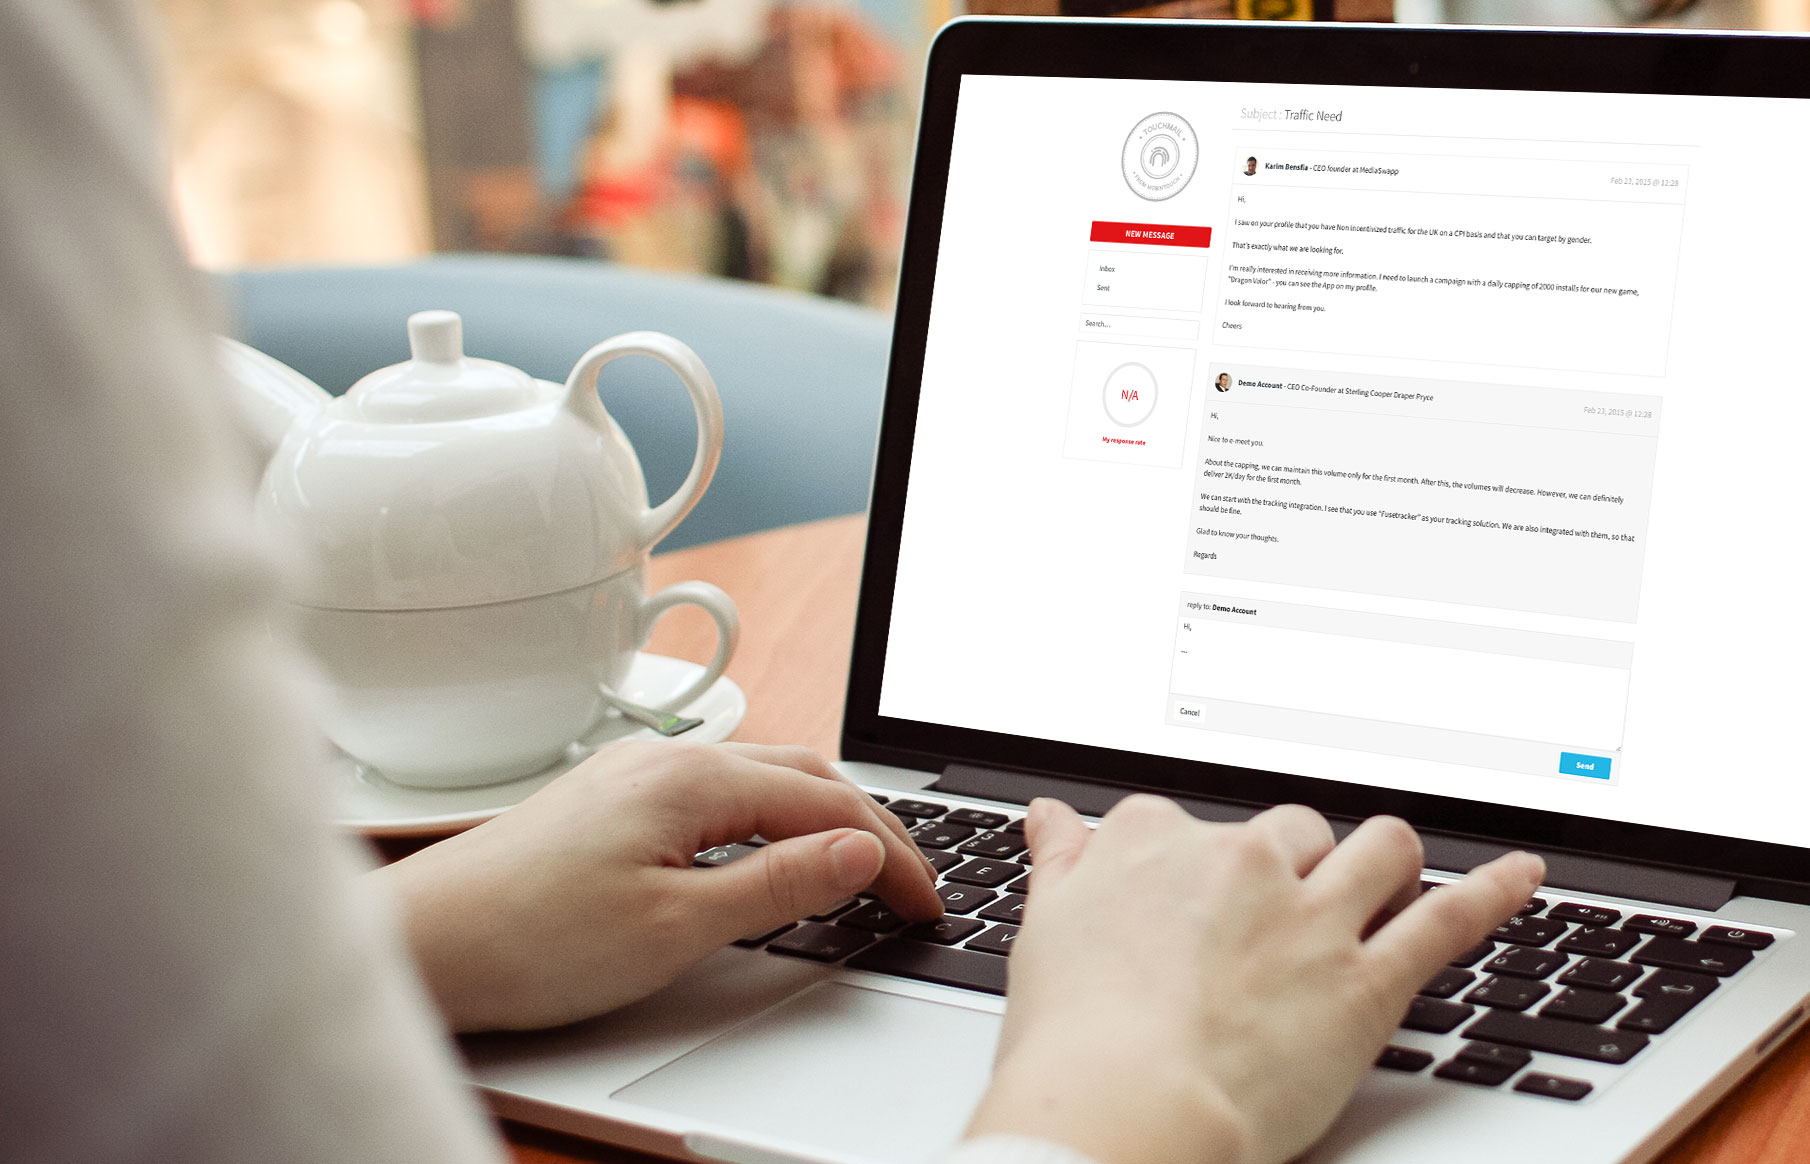 Subject : Traffic Need
TOUCHMAIL
NEW MESSAGE
Inbox
Sent
Search...
N/A
My response rate
Karim Bensfia - CEO founder at MediaSwapp
Feb 23, 2015 @ 12:28
Hi,
I saw on your profile that you have Non incentivized traffic for the UK on a CPI basis and that you can target by gender.
That's exactly what we are looking for.
I'm really interested in receiving more information. I need to launch a campaign with a daily capping of 2000 installs for our new game,
"Dragon Valor" - you can see the App on my profile.
I look forward to hearing from you.
Cheers
Demo Account - CEO Co-Founder at Sterling Cooper Draper Pryce
Feb 23, 2015 @ 12:28
Hi,
Nice to e-meet you.
About the capping, we can maintain this volume only for the first month. After this, the volumes will decrease. However, we can definitely
deliver 2K/day for the first month.
We can start with the tracking integration. I see that you use "Fusetracker" as your tracking solution. We are also integrated with them, so that
should be fine.
Glad to know your thoughts.
Regards
reply to: Demo Account
Hi,
...
Cancel
Send
E
D
X
C
V